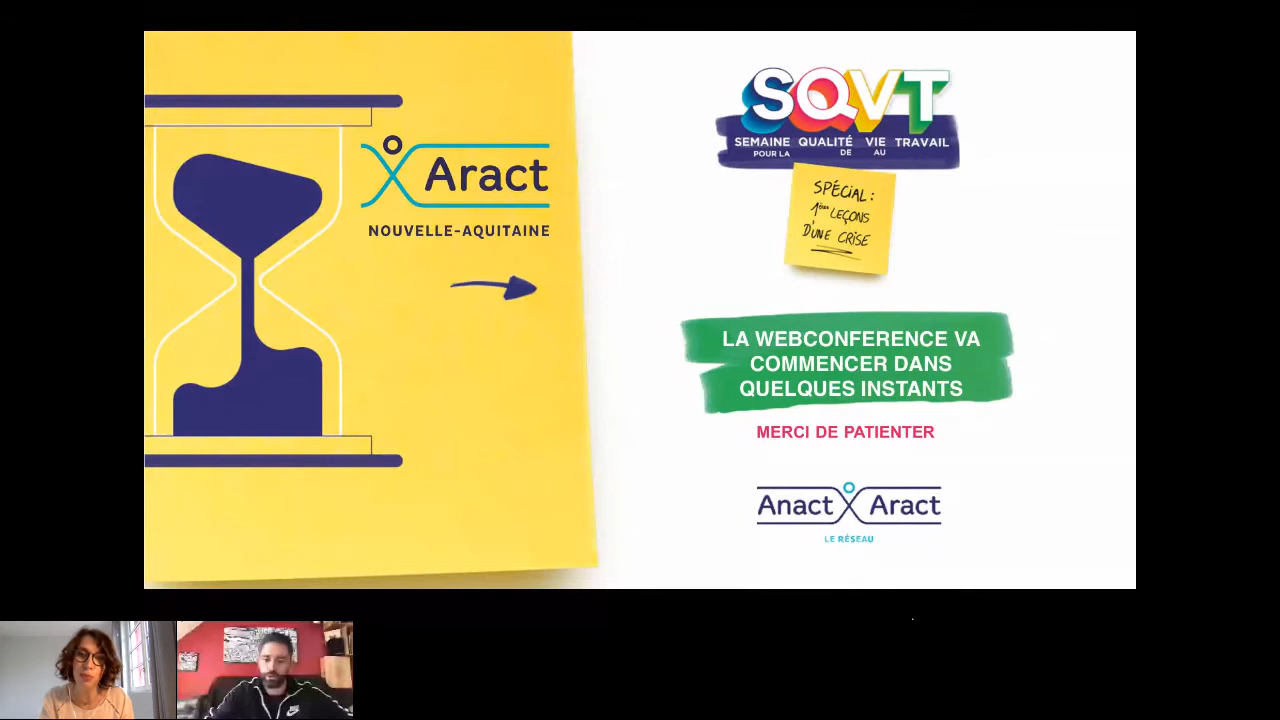 Aract
NOUVELLE-AQUITAINE
SQVT
SEMAINE QUALITÉ VIE TRAVAIL
POUR LA DE AU
SPÉCIAL :
1ères LEÇONS
D'UNE CRISE
LA WEBCONFERENCE VA
COMMENCER DANS
QUELQUES INSTANTS
MERCI DE PATIENTER
Anact Aract
LE RÉSEAU